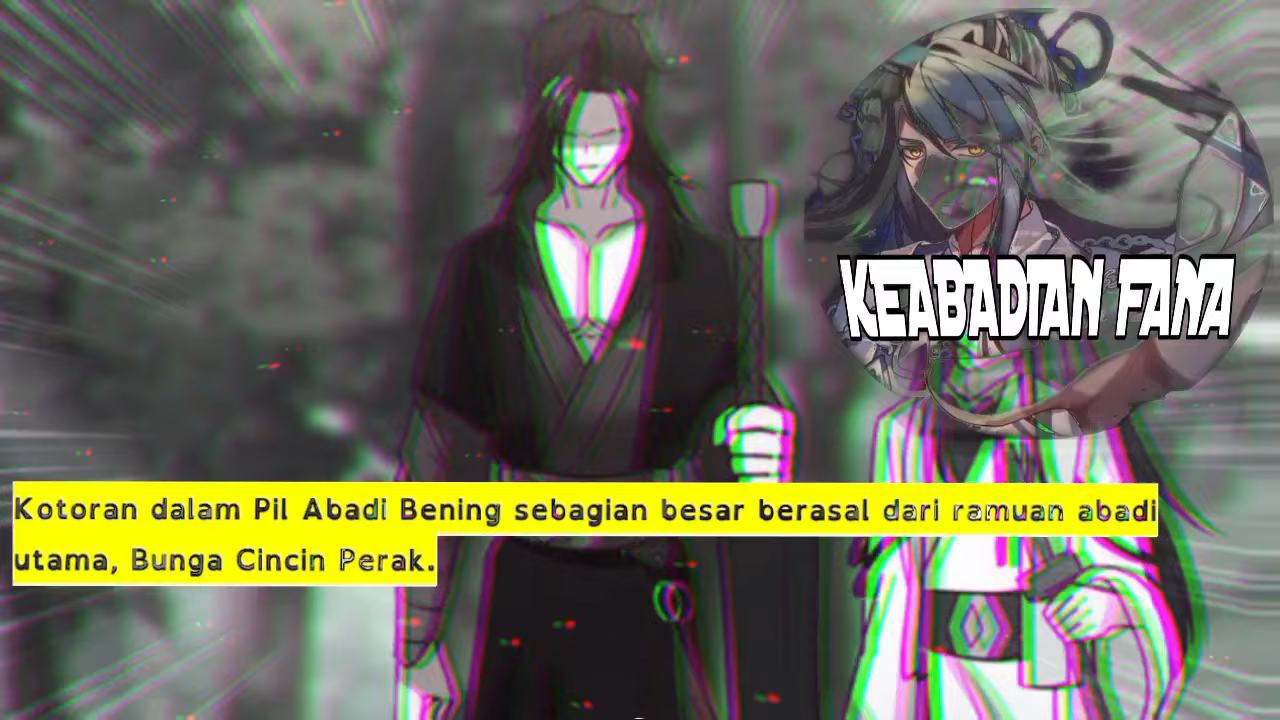 KEABADIAN FANA
Kotoran dalam Pil Abadi Bening sebagian besar berasal dari ramuan abadi
utama, Bunga Cincin Perak.